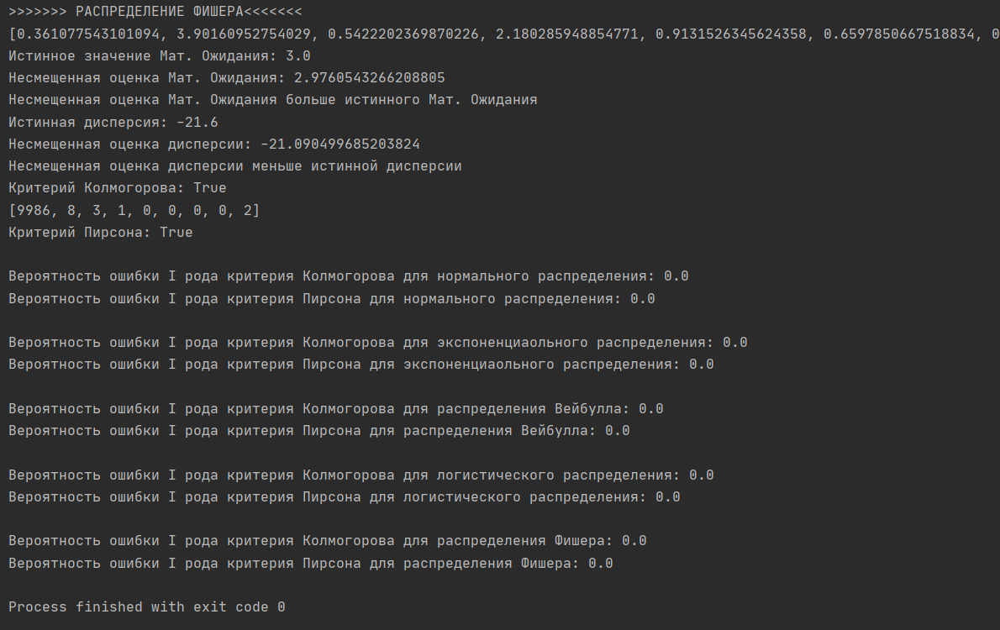 >>>>>>> РАСПРЕДЕЛЕНИЕ ФИШЕРА<<<<<<<
[0.361077543101094, 3.90160952754029, 0.5422202369870226, 2.180285948854771, 0.9131526345624358, 0.6597850667518834, 0
Истинное значение Мат. Ожидания: 3.0
Несмещенная оценка Мат. Ожидания: 2.9760543266208805
Несмещенная оценка Мат. Ожидания больше истинного Мат. Ожидания
Истинная дисперсия: -21.6
Несмещенная оценка дисперсии: -21.090499685203824
Несмещенная оценка дисперсии меньше истинной дисперсии
Критерий Колмогорова: True
[9986, 8, 3, 1, 0, 0, 0, 0, 2]
Критерий Пирсона: True
Вероятность ошибки I рода критерия Колмогорова для нормального распределения: 0.0
Вероятность ошибки I рода критерия Пирсона для нормального распределения: 0.0
Вероятность ошибки I рода критерия Колмогорова для экспоненциаольного распределения: 0.0
Вероятность ошибки I рода критерия Пирсона для экспоненциаольного распределения: 0.0
Вероятность ошибки I рода критерия Колмогорова для распределения Вейбулла: 0.0
Вероятность ошибки I рода критерия Пирсона для распределения Вейбулла: 0.0
Вероятность ошибки I рода критерия Колмогорова для логистического распределения: 0.0
Вероятность ошибки I рода критерия Пирсона для логистического распределения: 0.0
Вероятность ошибки I рода критерия Колмогорова для распределения Фишера: 0.0
Вероятность ошибки I рода критерия Пирсона для распределения Фишера: 0.0
Process finished with exit code 0